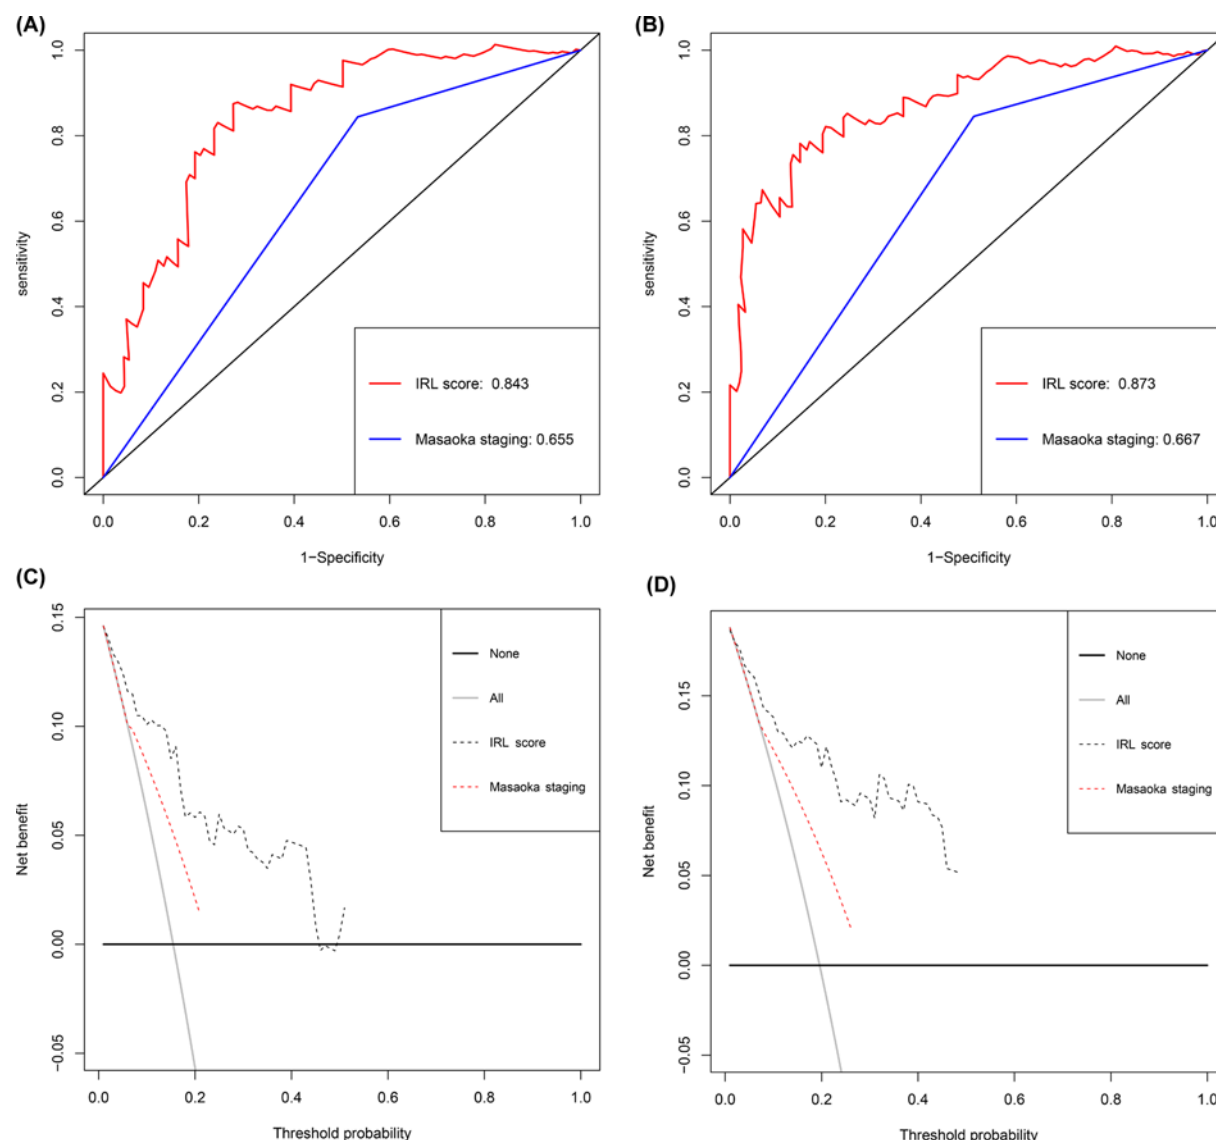 (A)
sensitivity
1.0
0.8
0.6
0.4
0.2
0.0
IRL score: 0.843
Masaoka staging: 0.655
0.0 0.2 0.4 0.6 0.8 1.0
1−Specificity
(B)
sensitivity
1.0
0.8
0.6
0.4
0.2
0.0
IRL score: 0.873
Masaoka staging: 0.667
0.0 0.2 0.4 0.6 0.8 1.0
1−Specificity
(C)
Net benefit
0.15
0.10
0.05
0.00
−0.05
None
All
IRL score
Masaoka staging
0.0 0.2 0.4 0.6 0.8 1.0
Threshold probability
(D)
Net benefit
0.15
0.10
0.05
0.00
−0.05
None
All
IRL score
Masaoka staging
0.0 0.2 0.4 0.6 0.8 1.0
Threshold probability